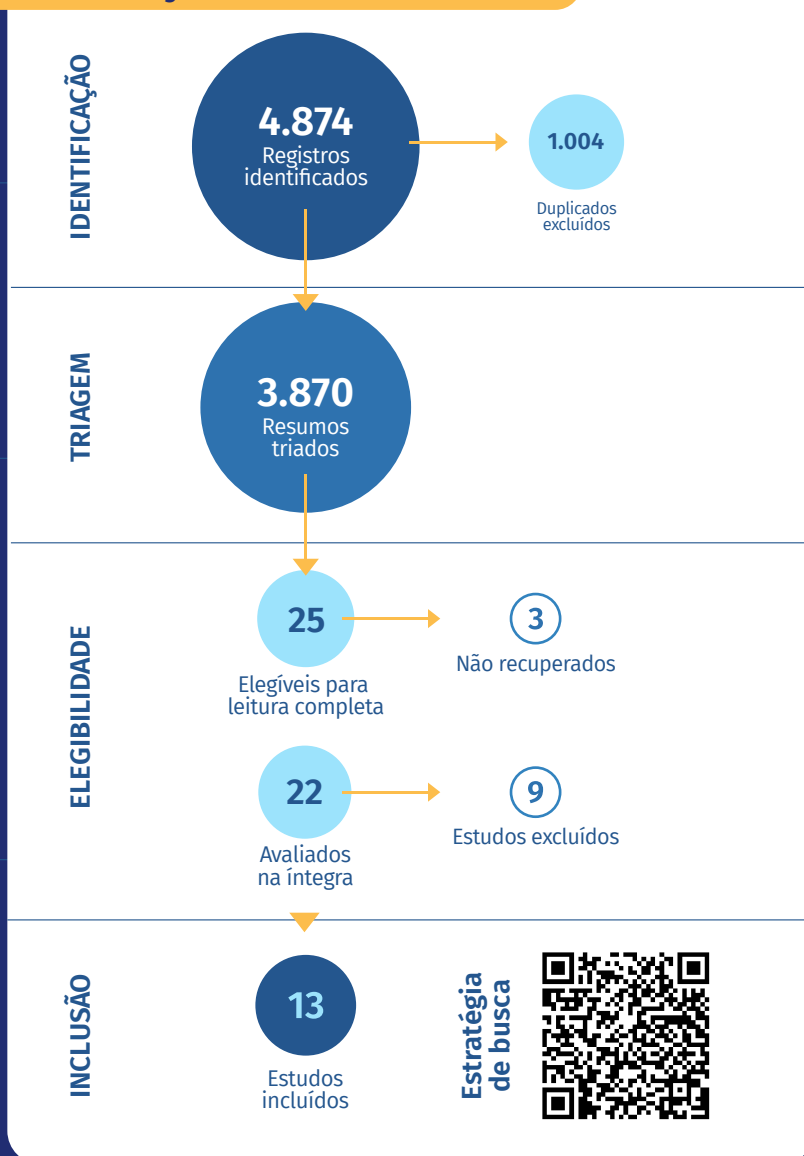 IDENTIFICAÇÃO
4.874
Registros
identificados
1.004
Duplicados
excluídos
TRIAGEM
3.870
Resumos
triados
ELEGIBILIDADE
25
Elegíveis para
leitura completa
3
Não recuperados
22
Avaliados
na íntegra
9
Estudos excluídos
INCLUSÃO
13
Estudos
incluídos
Estratégia
de busca